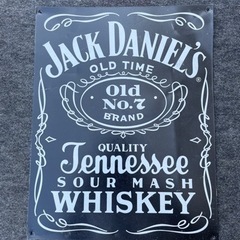 JACK DANIEL'S
OLD TIME
Old
No.7
BRAND
QUALITY
Tennessee
SOUR MASH
WHISKEY